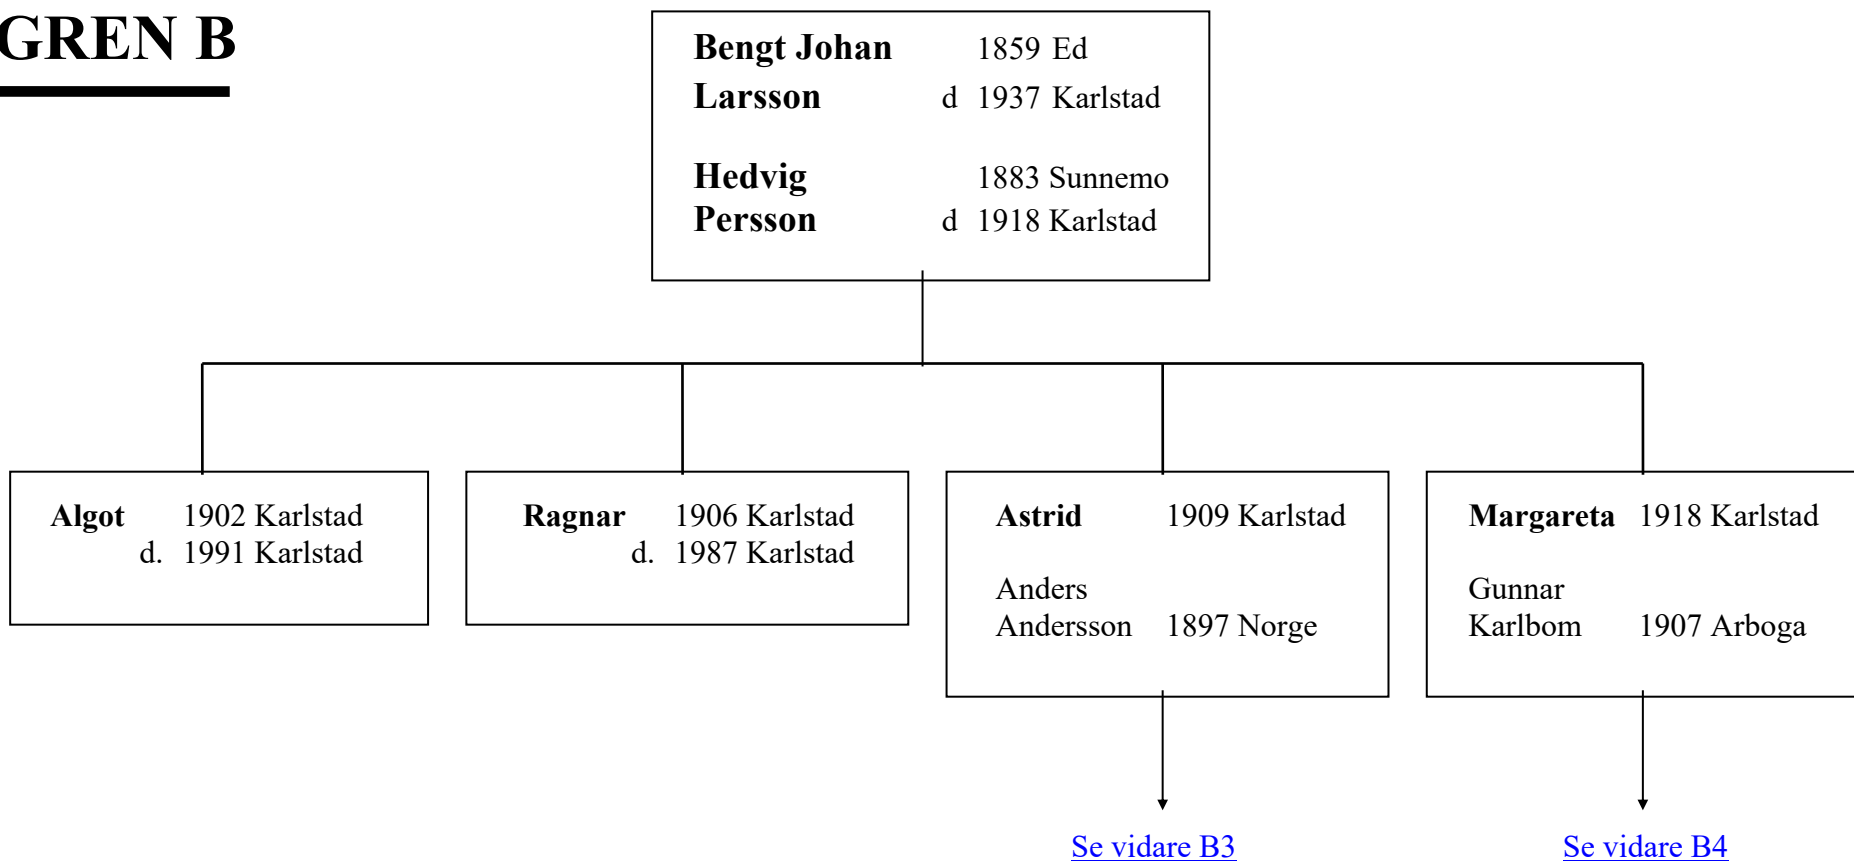 GREN B
Bengt Johan 1859 Ed
Larsson d 1937 Karlstad
Hedvig 1883 Sunnemo
Persson d 1918 Karlstad
Algot 1902 Karlstad
d. 1991 Karlstad
Ragnar 1906 Karlstad
d. 1987 Karlstad
Astrid 1909 Karlstad
Anders
Andersson 1897 Norge
Margareta 1918 Karlstad
Gunnar
Karlbom 1907 Arboga
Se vidare B3
Se vidare B4